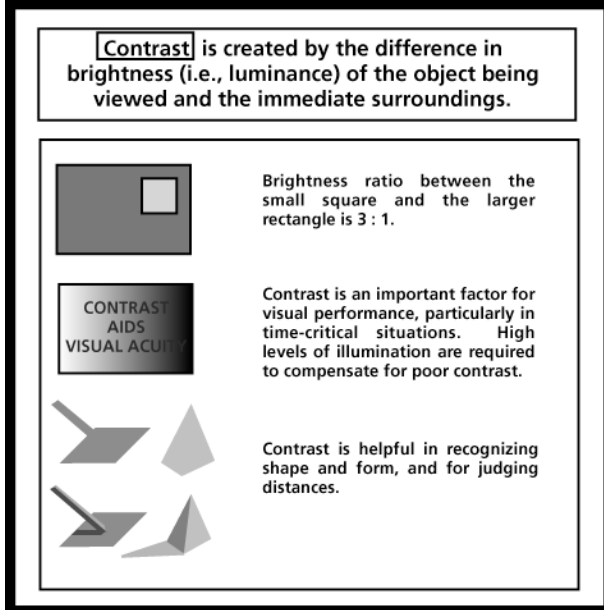 Contrast is created by the difference in
brightness (i.e., luminance) of the object being
viewed and the immediate surroundings.
Brightness ratio between the
small square and the larger
rectangle is 3 : 1.
CONTRAST
AIDS
VISUAL ACUITY
Contrast is an important factor for
visual performance, particularly in
time-critical situations. High
levels of illumination are required
to compensate for poor contrast.
Contrast is helpful in recognizing
shape and form, and for judging
distances.